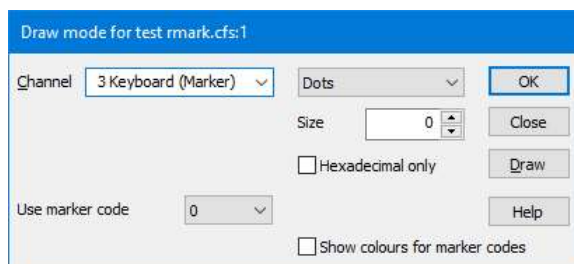 Draw mode for test rmark.cfs:1
Channel 3 Keyboard (Marker) Dots OK
Size 0 Close
Hexadecimal only Draw
Use marker code 0 Help
Show colours for marker codes